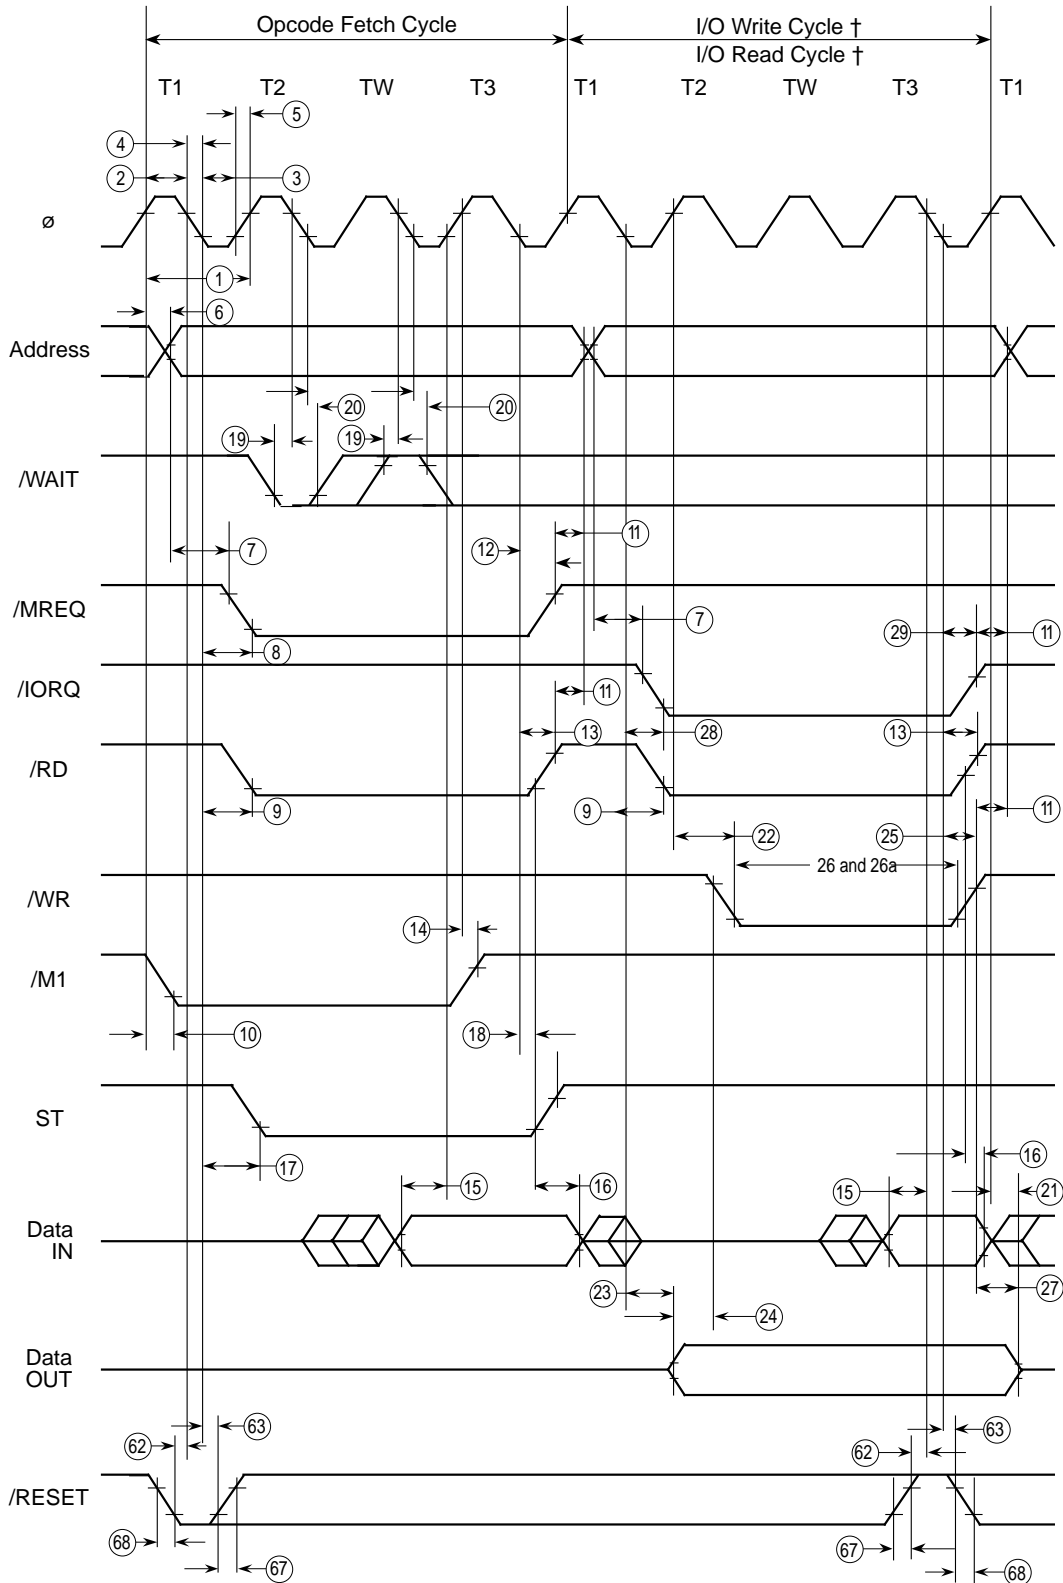 Opcode Fetch Cycle
I/O Write Cycle †
I/O Read Cycle †
T1 T2 TW T3 T1 T2 TW T3 T1
5
4
2 3
ø
1
6
Address
20 20
19 19
/WAIT
11
7 12
/MREQ
7 29 11
8
/IORQ
11
13 28 13
/RD
9 9 11
22 25
26 and 26a
/WR
14
/M1
10 18
ST
17 16
15 16 15 21
Data
IN
23 27
24
Data
OUT
63 63
62 62
/RESET
68 67
67 68